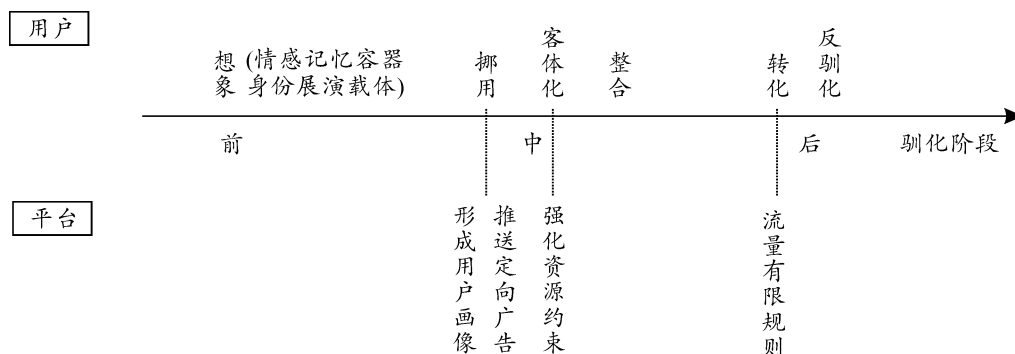 用户
想象
(情感记忆容器
身份展演载体)
挪用
客体化
整合
转化
反驯化
前
中
后
驯化阶段
平台
形成用户画像
推送定向广告
强化资源约束
流量有限规则